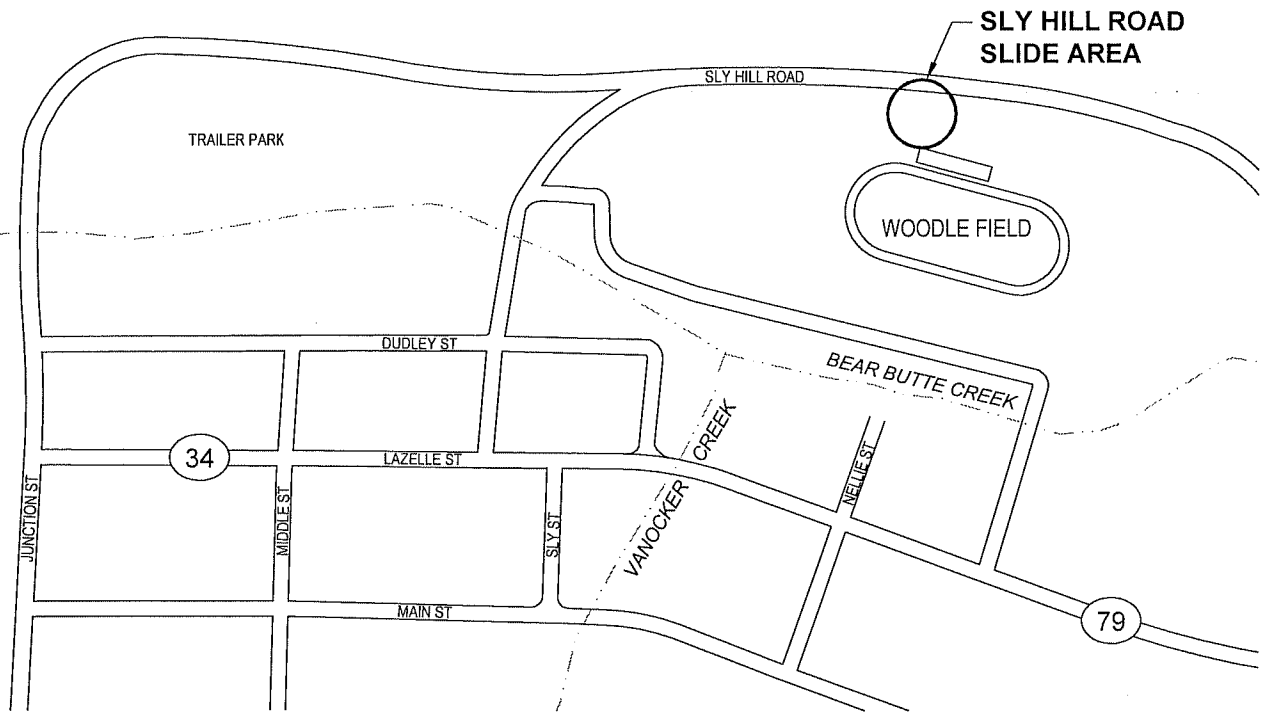 SLY HILL ROAD
SLIDE AREA
SLY HILL ROAD
TRAILER PARK
WOODLE FIELD
DUDLEY ST
BEAR BUTTE CREEK
VANOCKER CREEK
34
LAZELLE ST
NELLIE ST
JUNCTION ST
MIDDLE ST
SLY ST
MAIN ST
79